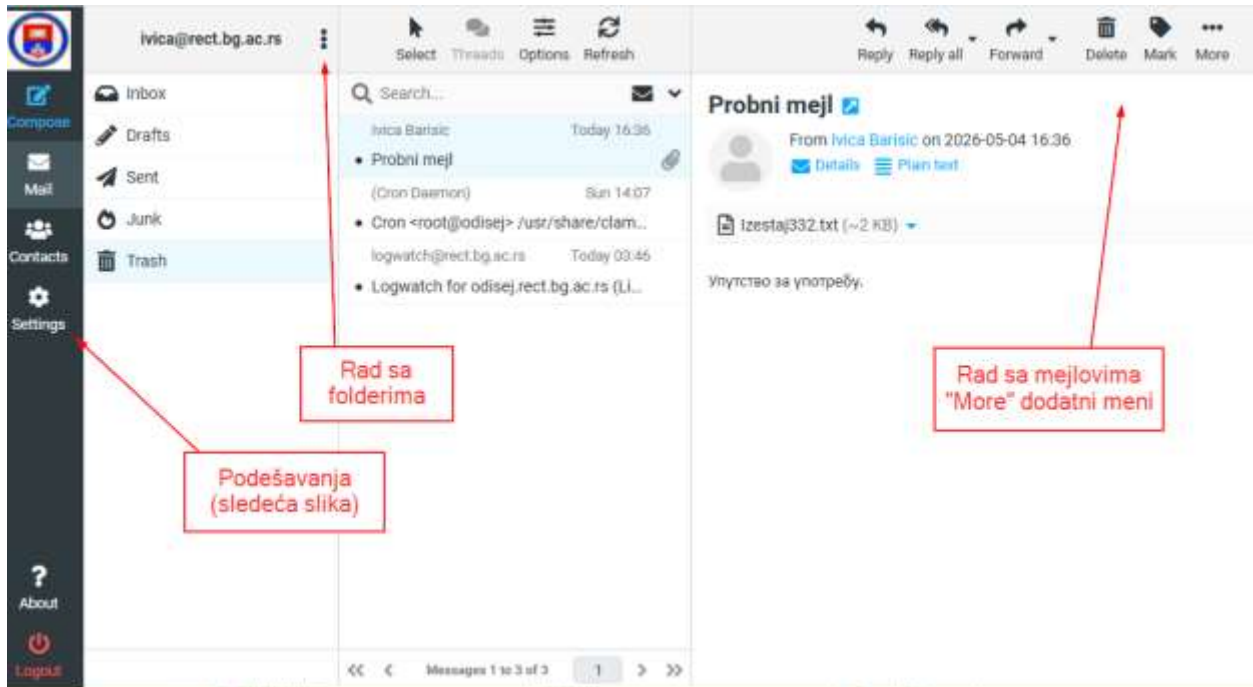 ivica@rect.bg.ac.rs
Select Threads Options Refresh
Reply Reply all Forward Delete Mark More
Compose
Mail
Contacts
Settings
About
Logout
Inbox
Drafts
Sent
Junk
Trash
Search...
Ivica Barisic Today 16:36
Probni mejl
(Cron Daemon) Sun 14:07
Cron <root@odisej> /usr/share/clam...
logwatch@rect.bg.ac.rs Today 03:46
Logwatch for odisej.rect.bg.ac.rs (Li...
Messages 1 to 3 of 3 1
Probni mejl
From Ivica Barisic on 2026-05-04 16:36
Details Plain text
Izestaj332.txt (~2 KB)
Упутство за употребу.
Rad sa
folderima
Rad sa mejlovima
"More" dodatni meni
Podešavanja
(sledeća slika)